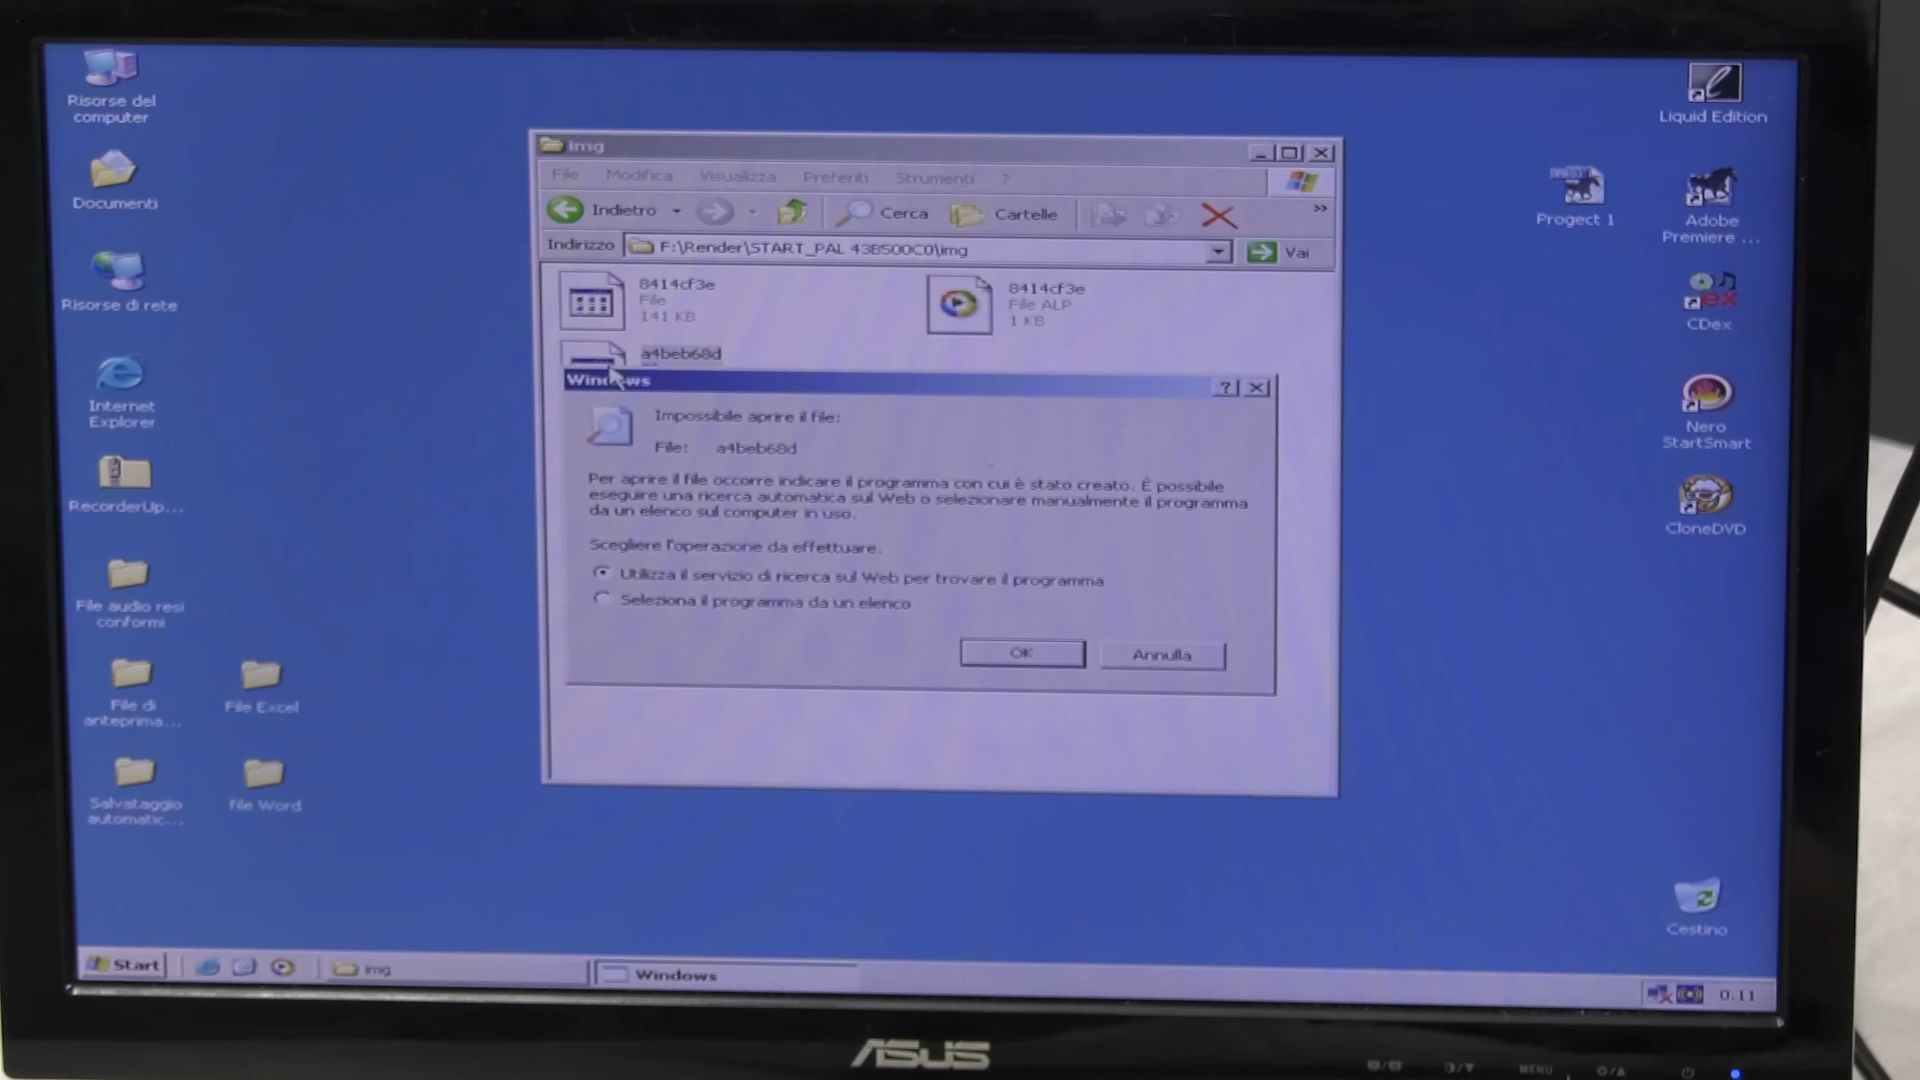 Risorse del
computer
Documenti
Risorse di rete
Internet
Explorer
RecorderUp...
File audio resi
conformi
File di
anteprima...
File Excel
Salvataggio
automatic...
file Word
img
File Modifica Visualizza Preferiti Strumenti ?
Indietro Cerca Cartelle »
Indirizzo F:\Render\START_PAL 43B500C0\img Vai
8414cf3e
File
141 KB
8414cf3e
File ALP
1 KB
a4beb68d
Windows
Impossibile aprire il file:
File: a4beb68d
Per aprire il file occorre indicare il programma con cui è stato creato. È possibile
eseguire una ricerca automatica sul Web o selezionare manualmente il programma
da un elenco sul computer in uso.
Scegliere l'operazione da effettuare.
Utilizza il servizio di ricerca sul Web per trovare il programma
Seleziona il programma da un elenco
OK Annulla
Liquid Edition
Progect 1
Adobe
Premiere ...
CDex
Nero
StartSmart
CloneDVD
Cestino
Start img Windows 0.11
ASUS
MENU